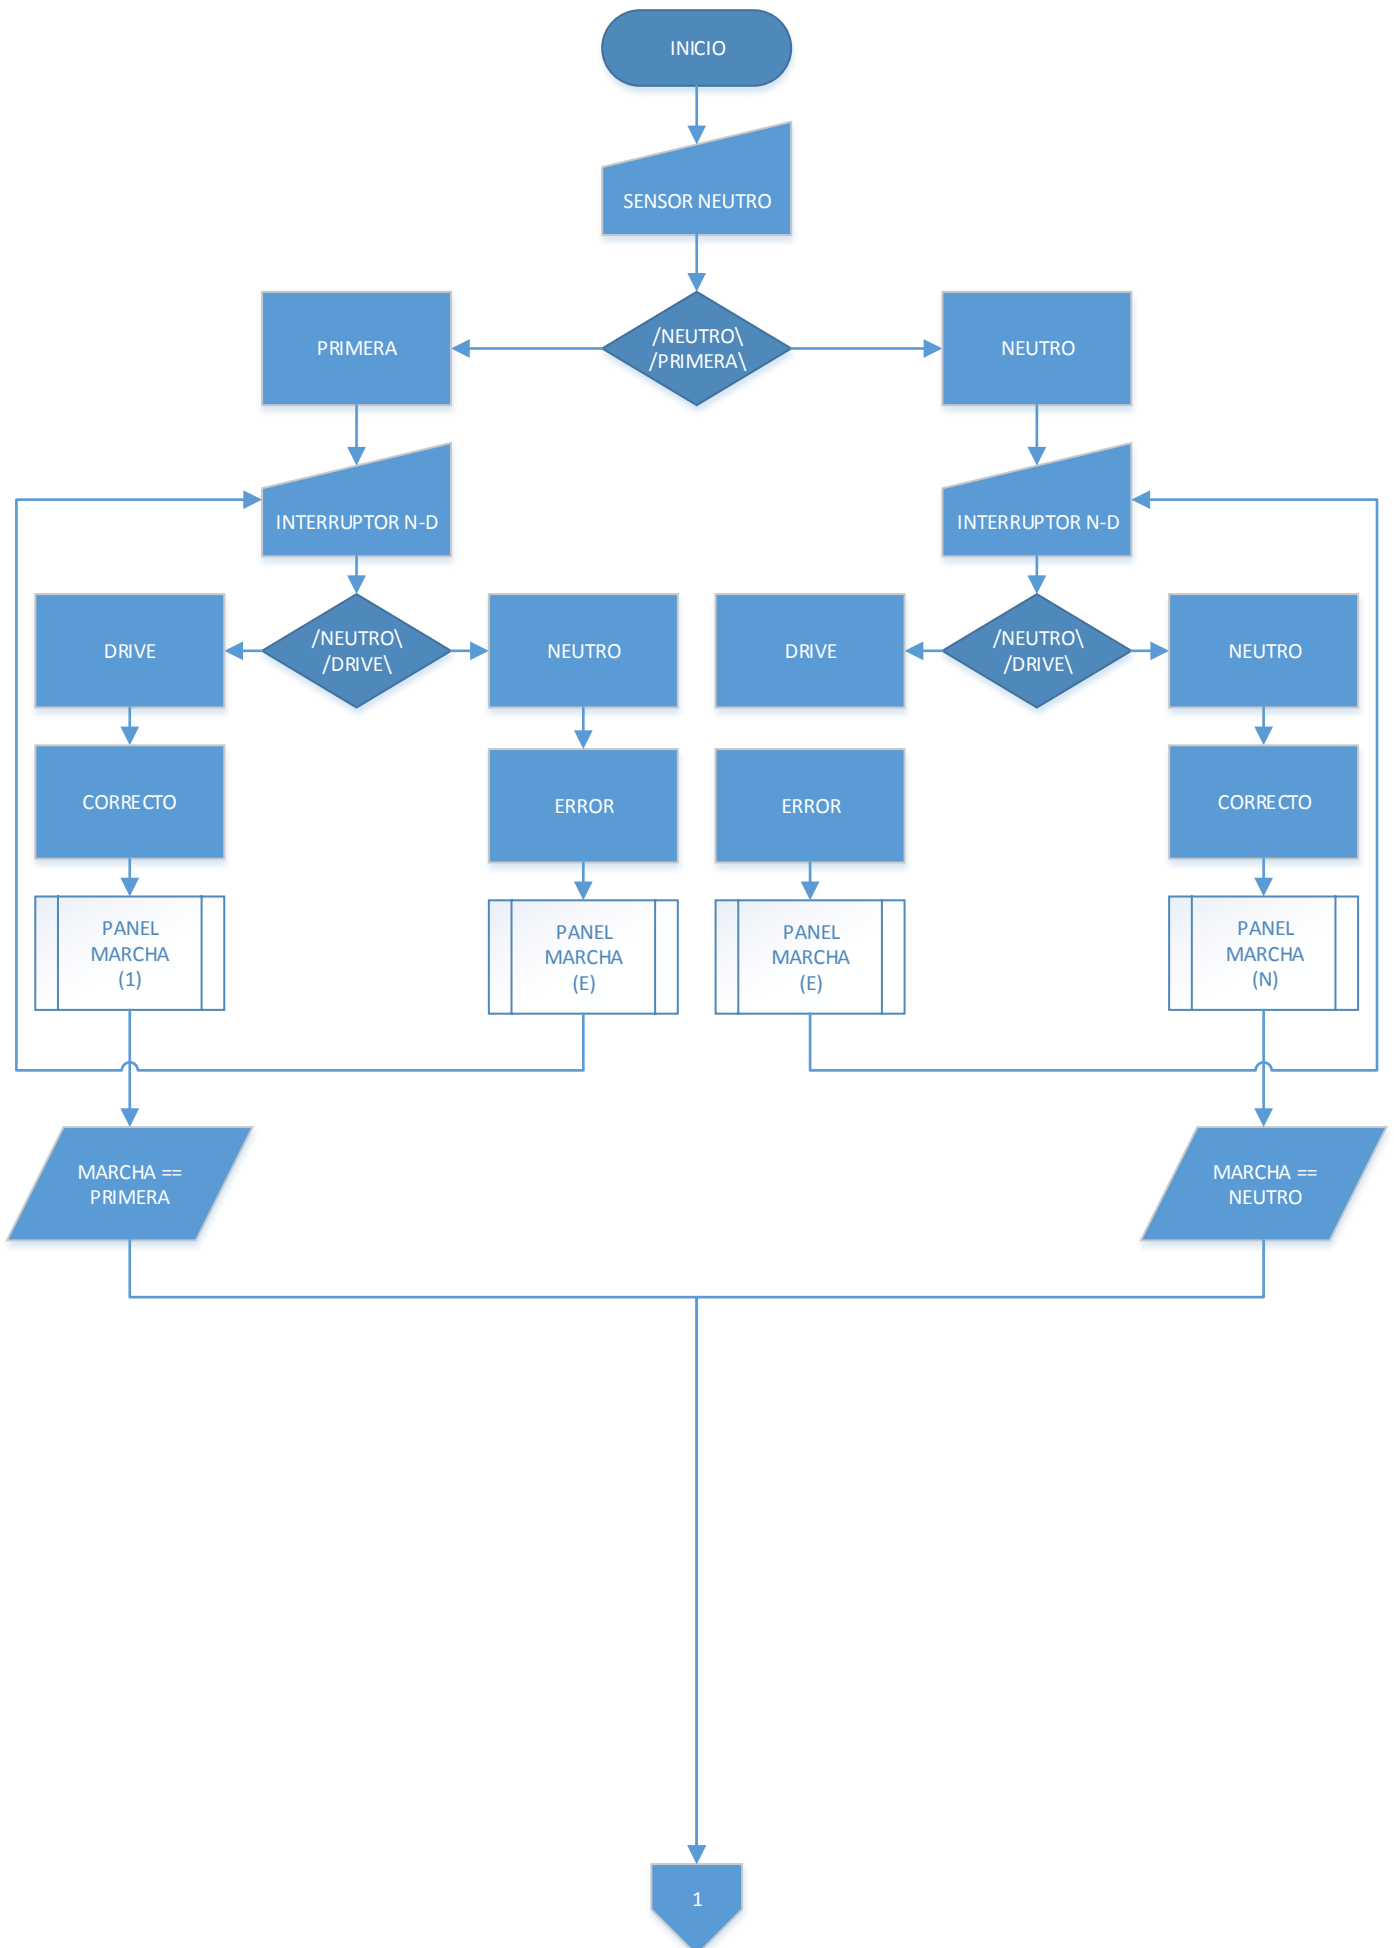 INICIO
SENSOR NEUTRO
PRIMERA
/NEUTRO\
/PRIMERA\
NEUTRO
INTERRUPTOR N-D
INTERRUPTOR N-D
DRIVE
/NEUTRO\
/DRIVE\
NEUTRO
DRIVE
/NEUTRO\
/DRIVE\
NEUTRO
CORRECTO
ERROR
ERROR
CORRECTO
PANEL
MARCHA
(1)
PANEL
MARCHA
(E)
PANEL
MARCHA
(E)
PANEL
MARCHA
(N)
MARCHA ==
PRIMERA
MARCHA ==
NEUTRO
1